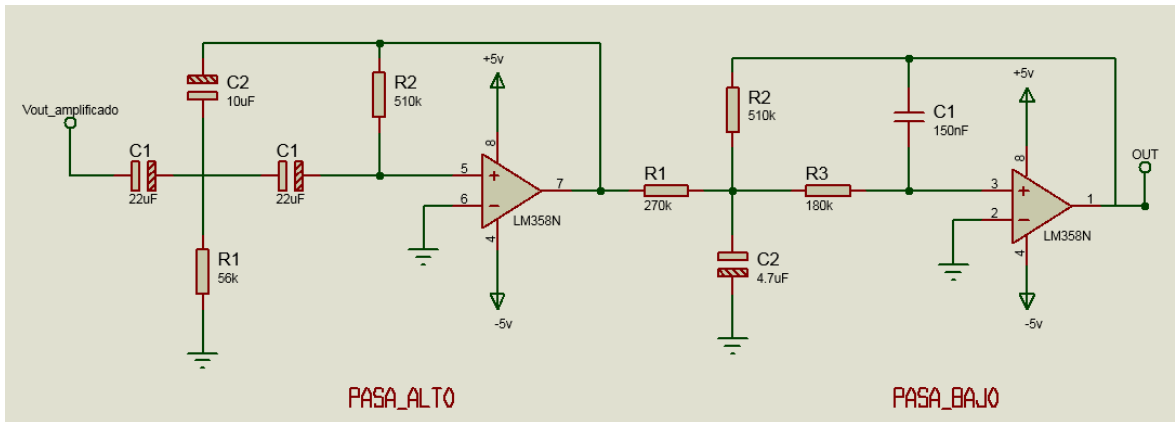 Vout_amplificado
C1
22uF
C2
10uF
R1
56k
C1
22uF
R2
510k
+5v
8
5
+
6
−
7
4
LM358N
-5v
PASA_ALTO
R1
270k
R2
510k
C2
4.7uF
R3
180k
C1
150nF
+5v
8
3
+
2
−
1
4
LM358N
-5v
OUT
PASA_BAJO